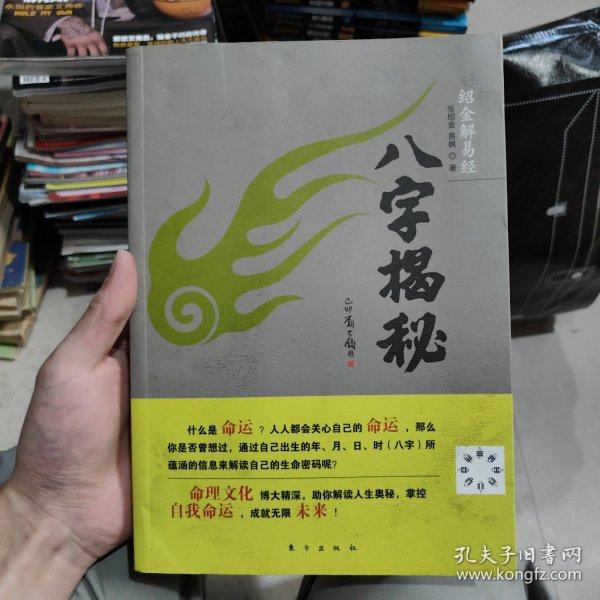 HOLD MY OWN
绍金解易经
张绍金 易枫 ◎ 著
八字揭秘
什么是 命运 ? 人人都会关心自己的 命运 , 那么
你是否曾想过, 通过自己出生的年、月、日、时 ( 八字 ) 所
蕴涵的信息来解读自己的生命密码呢?
命理文化 博大精深, 助你解读人生奥秘, 掌控
自我命运 , 成就无限 未来 !
东方出版社
孔夫子旧书网
www.kongfz.com